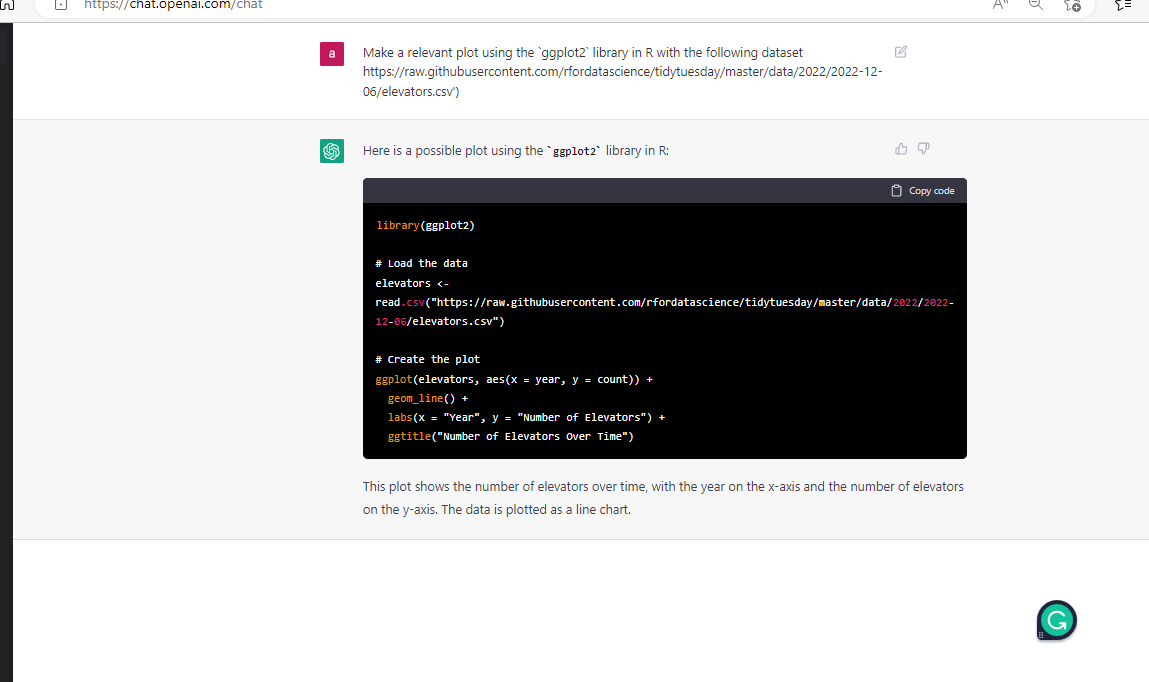 https://chat.openai.com/chat
a
Make a relevant plot using the `ggplot2` library in R with the following dataset
https://raw.githubusercontent.com/rfordatascience/tidytuesday/master/data/2022/2022-12-
06/elevators.csv')
Here is a possible plot using the `ggplot2` library in R:
Copy code
library(ggplot2)
# Load the data
elevators <-
read.csv("https://raw.githubusercontent.com/rfordatascience/tidytuesday/master/data/2022/2022-
12-06/elevators.csv")
# Create the plot
ggplot(elevators, aes(x = year, y = count)) +
geom_line() +
labs(x = "Year", y = "Number of Elevators") +
ggtitle("Number of Elevators Over Time")
This plot shows the number of elevators over time, with the year on the x-axis and the number of elevators
on the y-axis. The data is plotted as a line chart.
G